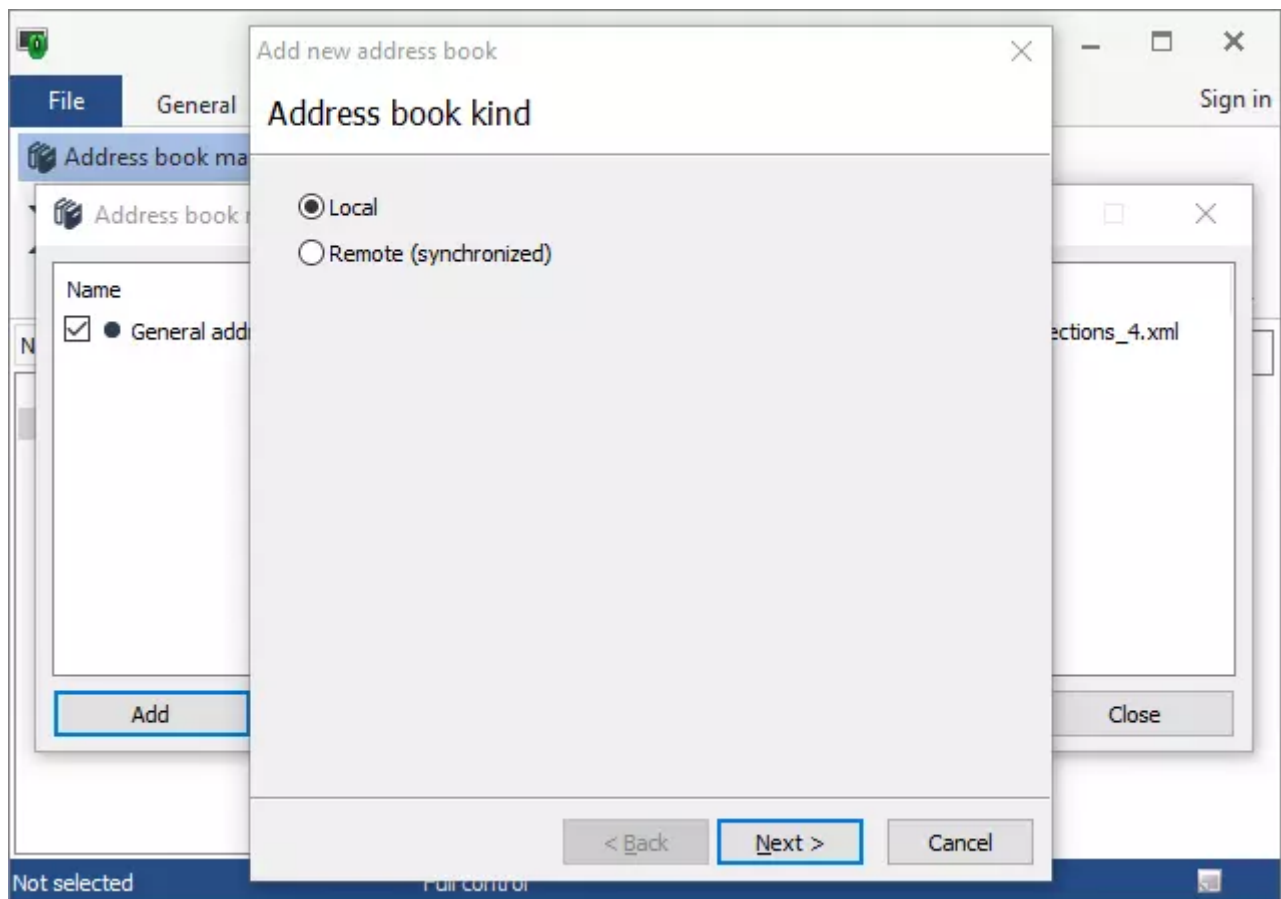 Add new address book
File
General
Sign in
Address book kind
Address book ma
Address book
Local
Remote (synchronized)
Name
General addr
ections_4.xml
N
Add
Close
< Back
Next >
Cancel
Not selected
Full control